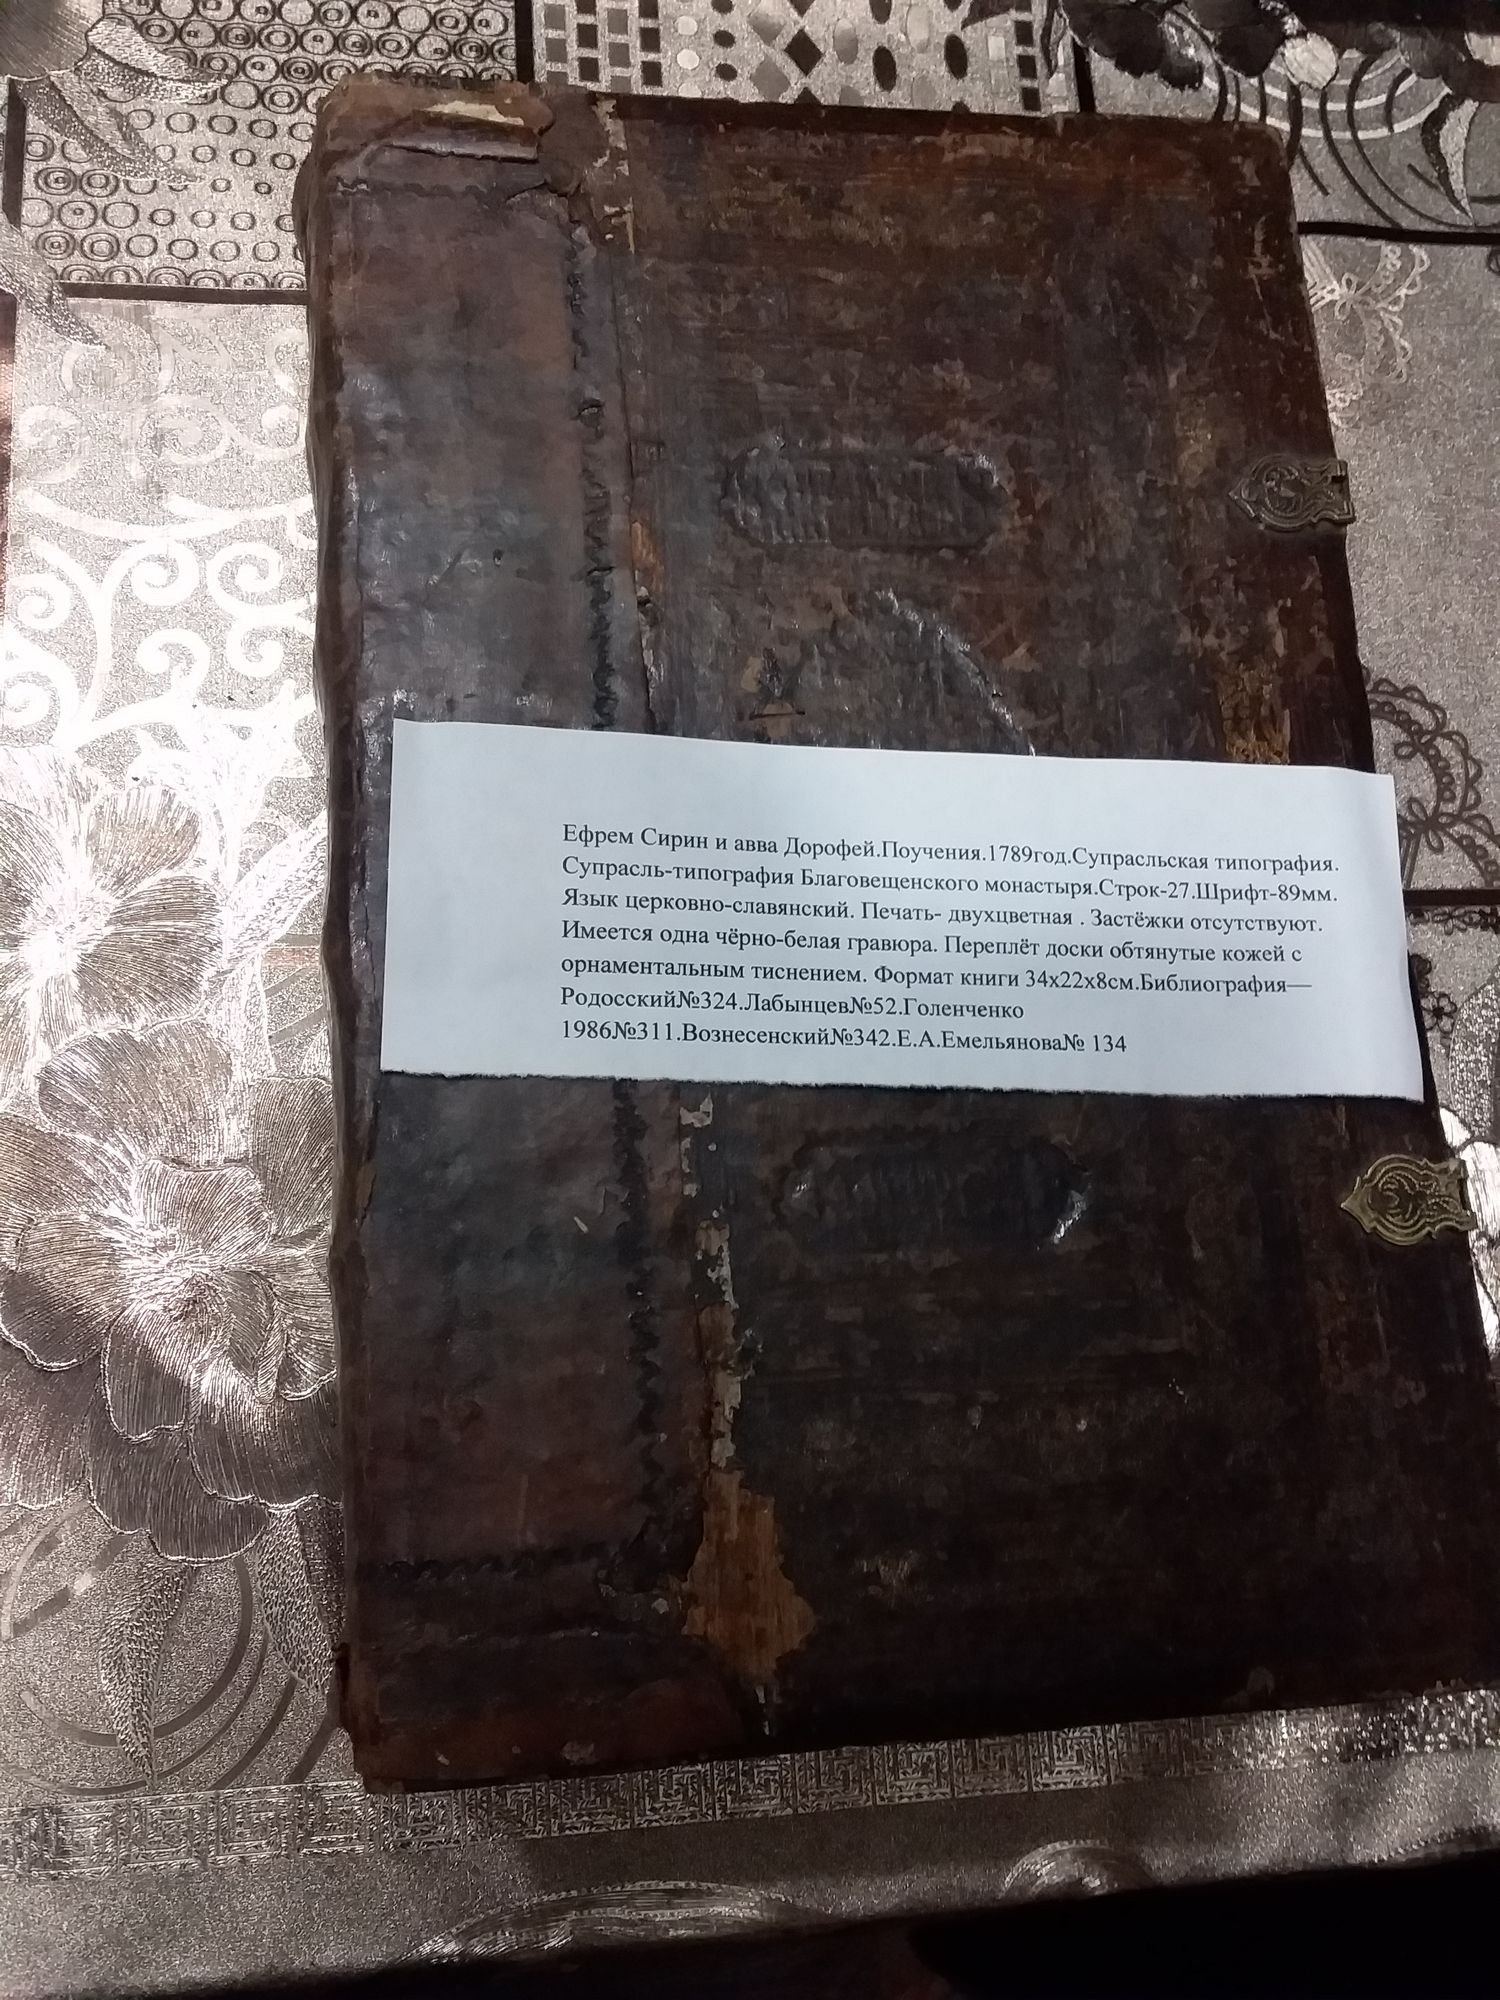 Ефрем Сирин и авва Дорофей.Поучения.1789год.Супрасльская типография.
Супрасль-типография Благовещенского монастыря.Строк-27.Шрифт-89мм.
Язык церковно-славянский. Печать- двухцветная . Застёжки отсутствуют.
Имеется одна чёрно-белая гравюра. Переплёт доски обтянутые кожей с
орнаментальным тиснением. Формат книги 34х22х8см.Библиография—
Родосский№324.Лабынцев№52.Голенченко
1986№311.Вознесенский№342.Е.А.Емельянова№ 134